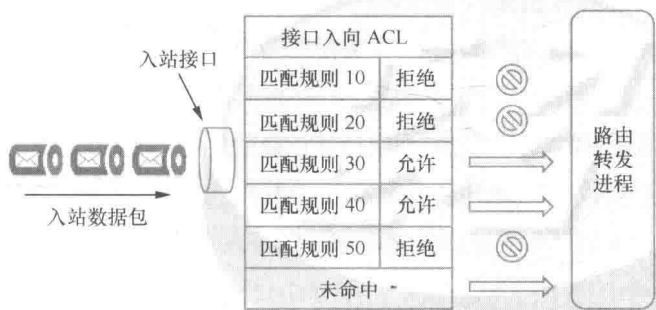 接口入向 ACL
入站接口
匹配规则 10 拒绝
匹配规则 20 拒绝
匹配规则 30 允许
匹配规则 40 允许
匹配规则 50 拒绝
未命中
入站数据包
路由
转发
进程